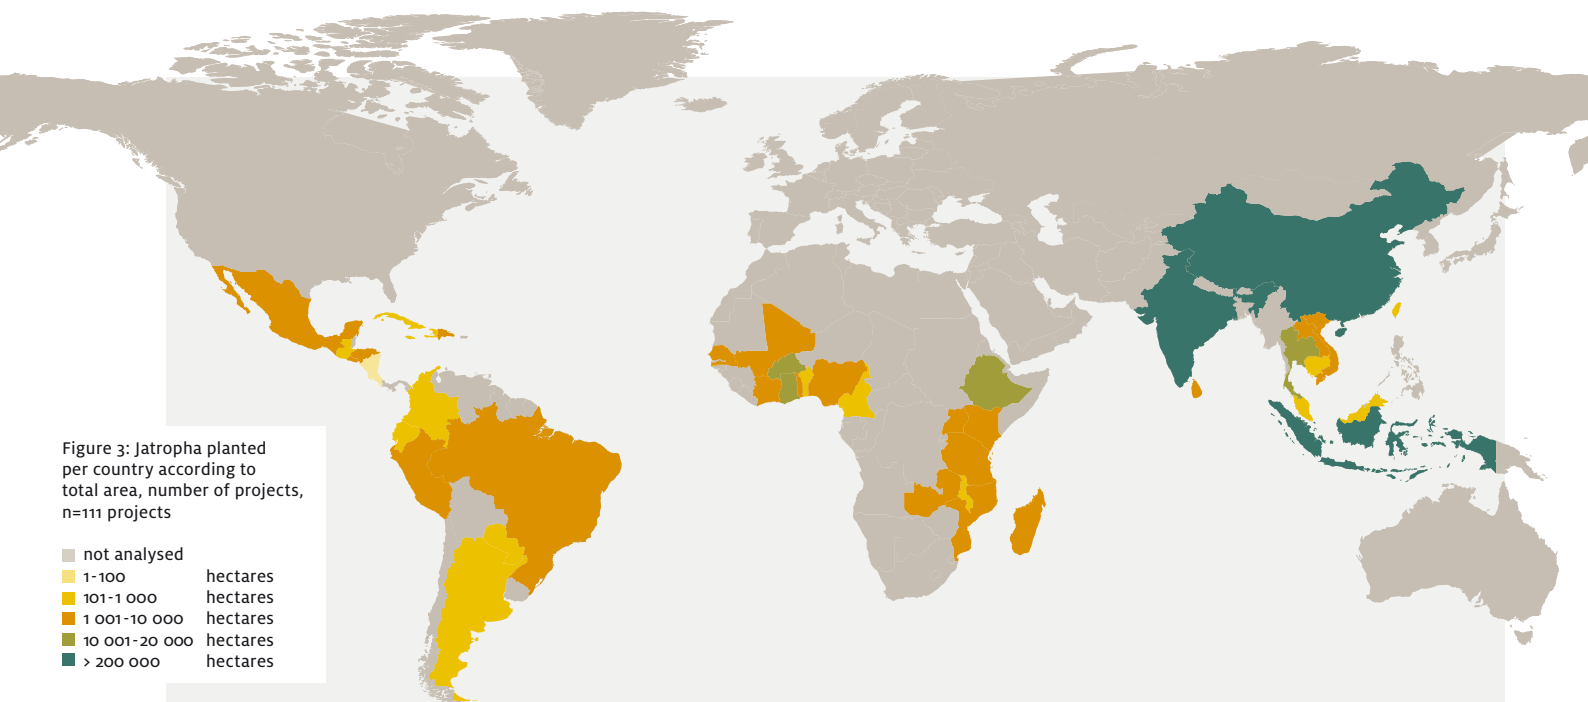 Figure 3: Jatropha planted
per country according to
total area, number of projects,
n=111 projects
not analysed
1-100 hectares
101-1 000 hectares
1 001-10 000 hectares
10 001-20 000 hectares
> 200 000 hectares